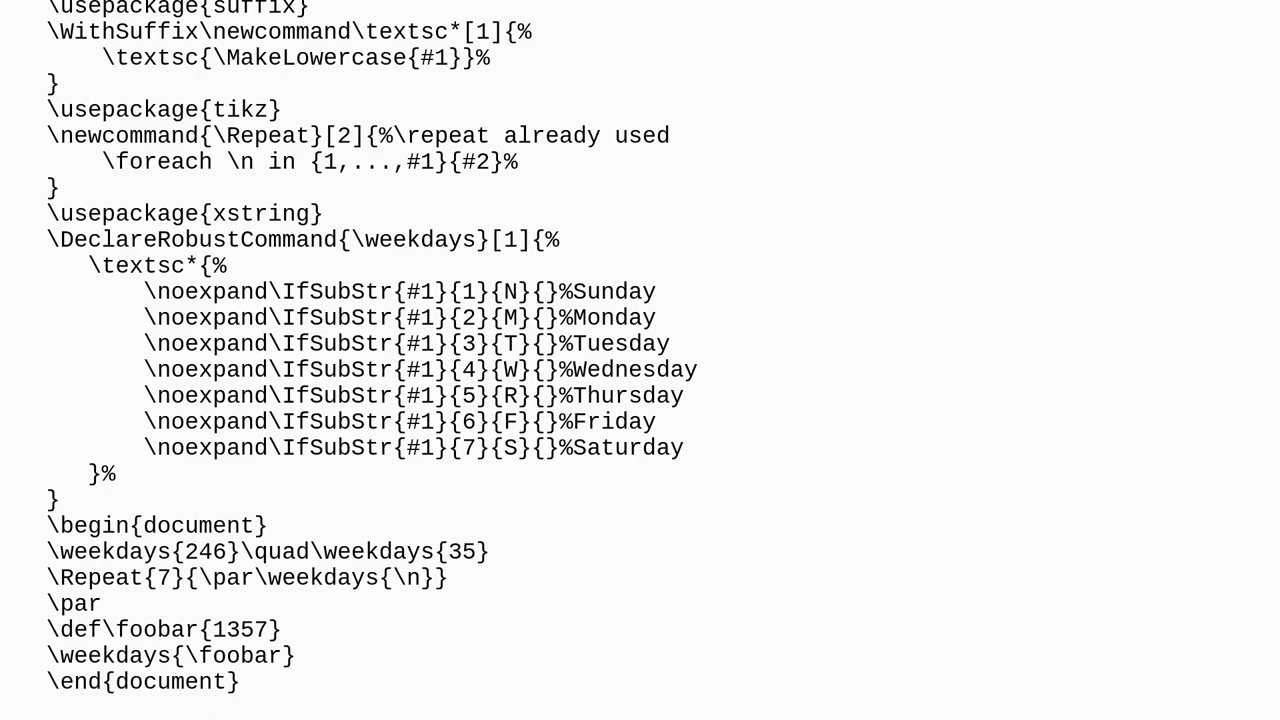 \usepackage{suffix}
\WithSuffix\newcommand\textsc*[1]{%
    \textsc{\MakeLowercase{#1}}%
}
\usepackage{tikz}
\newcommand{\Repeat}[2]{%\repeat already used
    \foreach \n in {1,...,#1}{#2}%
}
\usepackage{xstring}
\DeclareRobustCommand{\weekdays}[1]{%
   \textsc*{%
       \noexpand\IfSubStr{#1}{1}{N}{}%Sunday
       \noexpand\IfSubStr{#1}{2}{M}{}%Monday
       \noexpand\IfSubStr{#1}{3}{T}{}%Tuesday
       \noexpand\IfSubStr{#1}{4}{W}{}%Wednesday
       \noexpand\IfSubStr{#1}{5}{R}{}%Thursday
       \noexpand\IfSubStr{#1}{6}{F}{}%Friday
       \noexpand\IfSubStr{#1}{7}{S}{}%Saturday
   }%
}
\begin{document}
\weekdays{246}\quad\weekdays{35}
\Repeat{7}{\par\weekdays{\n}}
\par
\def\foobar{1357}
\weekdays{\foobar}
\end{document}